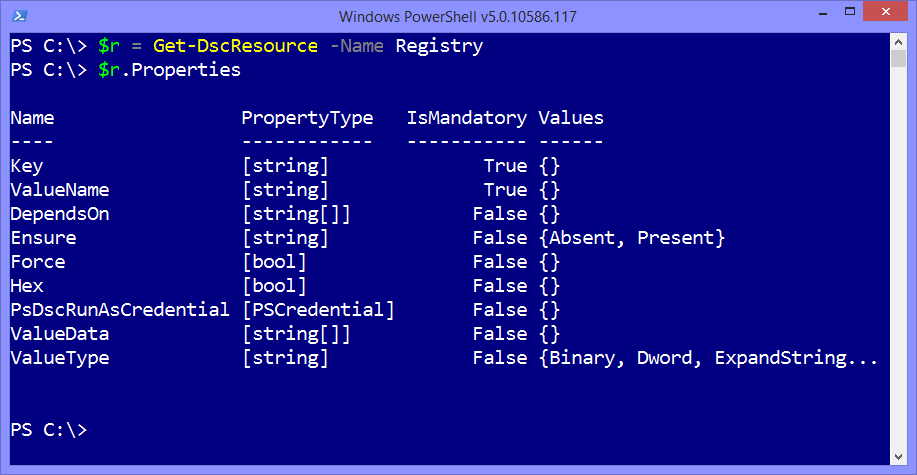 Windows PowerShell v5.0.10586.117
PS C:\> $r = Get-DscResource -Name Registry
PS C:\> $r.Properties
Name                 PropertyType   IsMandatory Values
----                 ------------   ----------- ------
Key                  [string]              True {}
ValueName            [string]              True {}
DependsOn            [string[]]           False {}
Ensure               [string]             False {Absent, Present}
Force                [bool]               False {}
Hex                  [bool]               False {}
PsDscRunAsCredential [PSCredential]       False {}
ValueData            [string[]]           False {}
ValueType            [string]             False {Binary, Dword, ExpandString...
PS C:\>